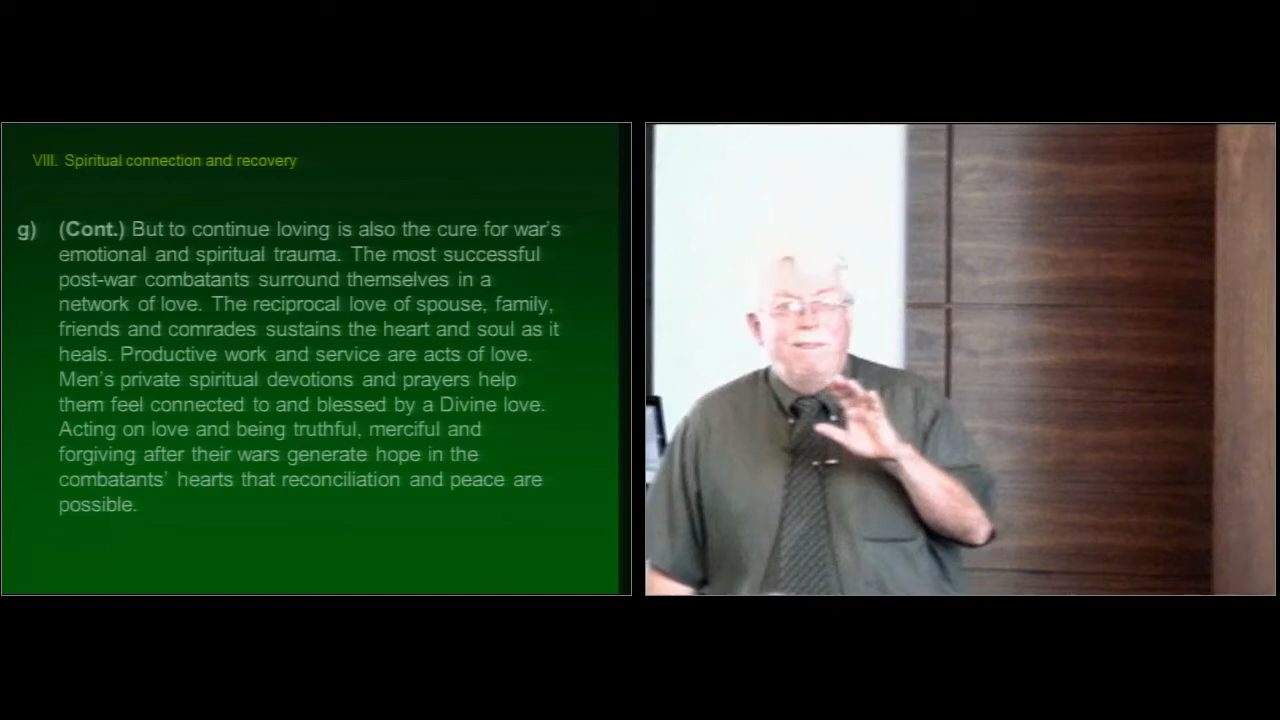 VIII. Spiritual connection and recovery
g) (Cont.) But to continue loving is also the cure for war's
emotional and spiritual trauma. The most successful
post-war combatants surround themselves in a
network of love. The reciprocal love of spouse, family,
friends and comrades sustains the heart and soul as it
heals. Productive work and service are acts of love.
Men's private spiritual devotions and prayers help
them feel connected to and blessed by a Divine love.
Acting on love and being truthful, merciful and
forgiving after their wars generate hope in the
combatants' hearts that reconciliation and peace are
possible.